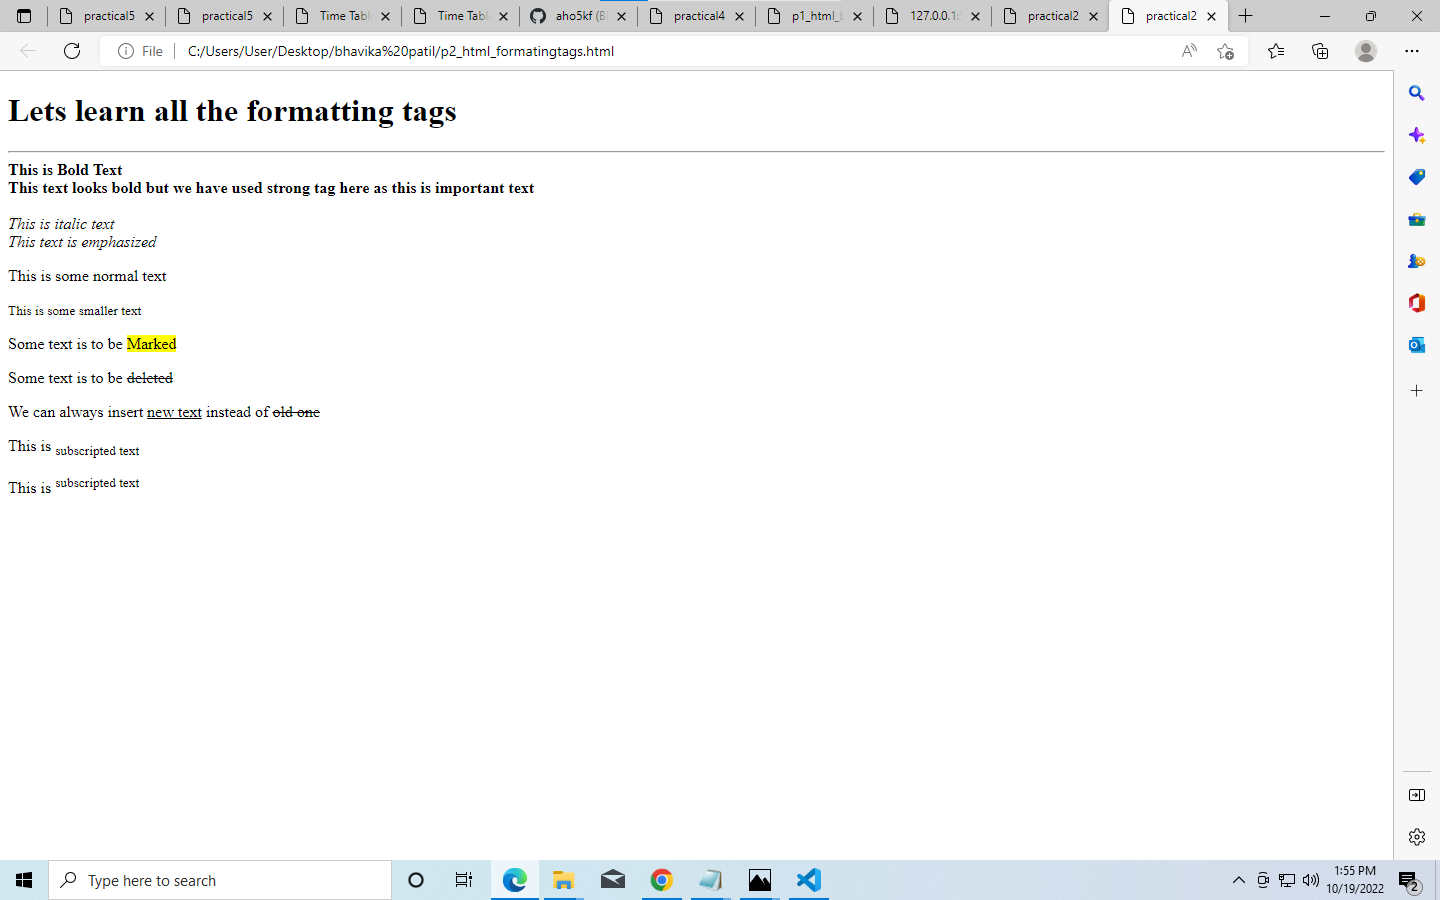 practical5
practical5
Time Tab
Time Tab
aho5kf (B
practical4
p1_html_b
127.0.0.1:
practical2
practical2
File
C:/Users/User/Desktop/bhavika%20patil/p2_html_formatingtags.html
Lets learn all the formatting tags
This is Bold Text
This text looks bold but we have used strong tag here as this is important text
This is italic text
This text is emphasized
This is some normal text
This is some smaller text
Some text is to be Marked
Some text is to be deleted
We can always insert new text instead of old one
This is subscripted text
This is subscripted text
Type here to search
1:55 PM
10/19/2022
2